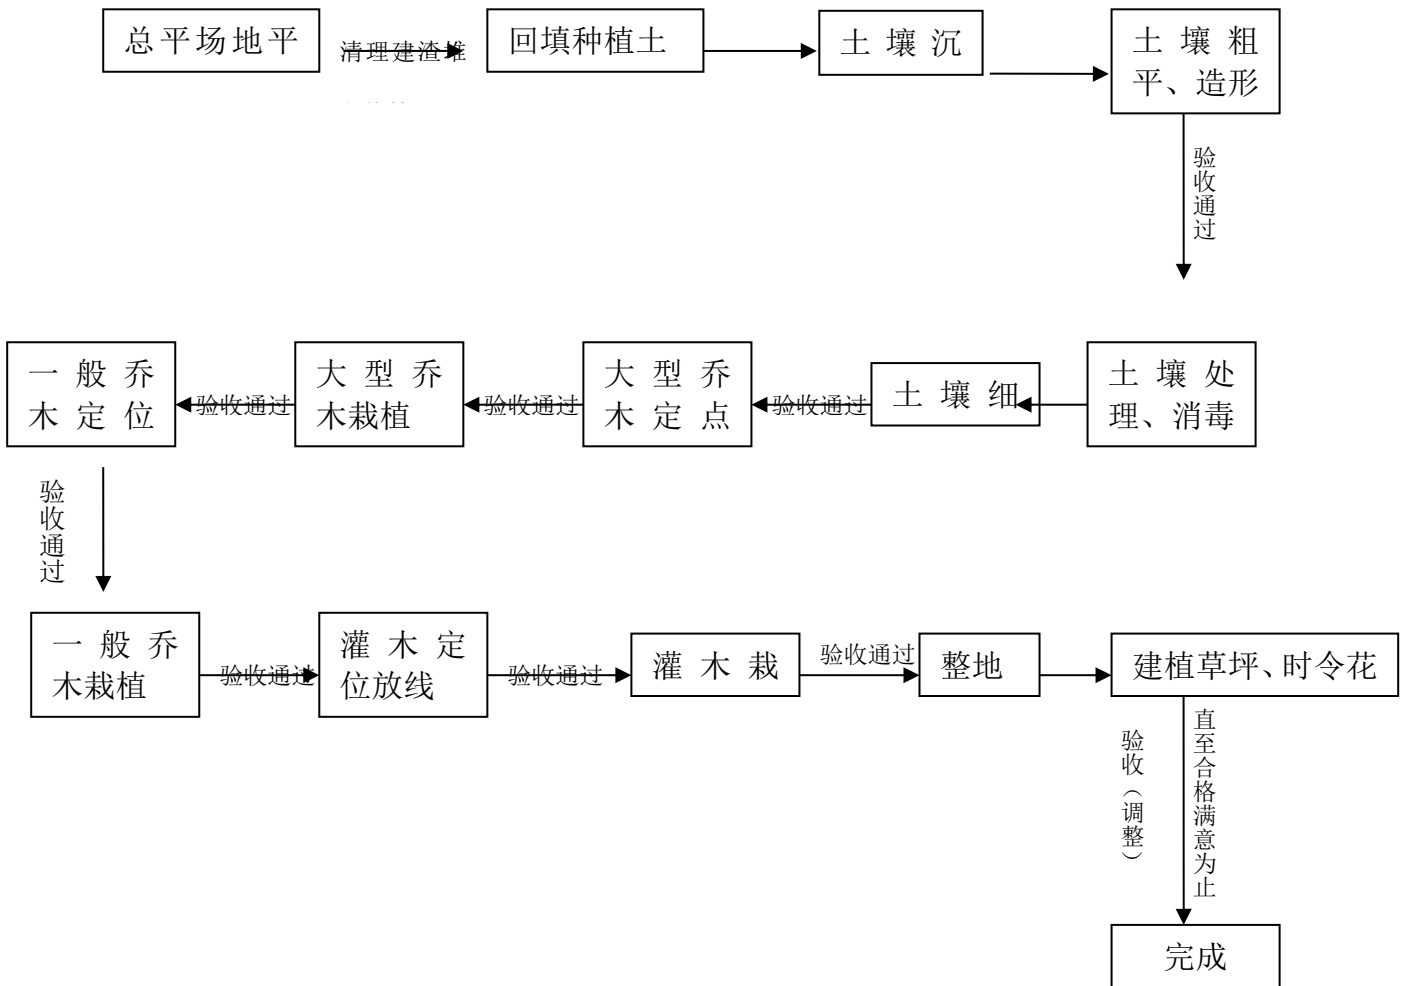 总平场地平
清理建渣堆
回填种植土
土壤沉
土壤粗
平、造形
验收通过
一般乔
木定位
验收通过
大型乔
木栽植
验收通过
大型乔
木定点
验收通过
土壤细
土壤处
理、消毒
验收通过
一般乔
木栽植
验收通过
灌木定
位放线
验收通过
灌木栽
验收通过
整地
建植草坪、时令花
验收（调整）
直至合格满意为止
完成